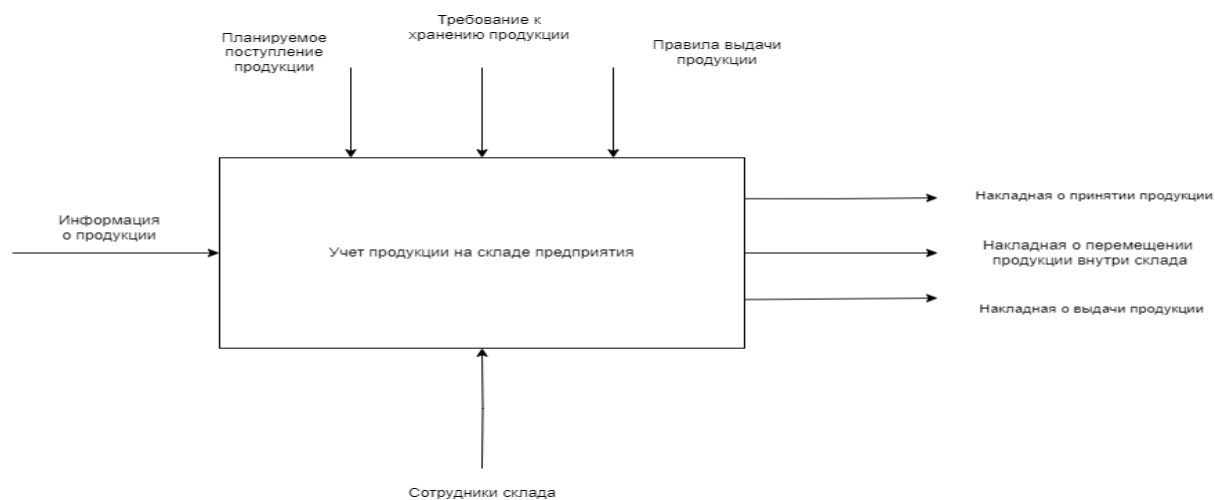 Планируемое
поступление
продукции
Требование к
хранению продукции
Правила выдачи
продукции
Информация
о продукции
Учет продукции на складе предприятия
Накладная о принятии продукции
Накладная о перемещении
продукции внутри склада
Накладная о выдачи продукции
Сотрудники склада